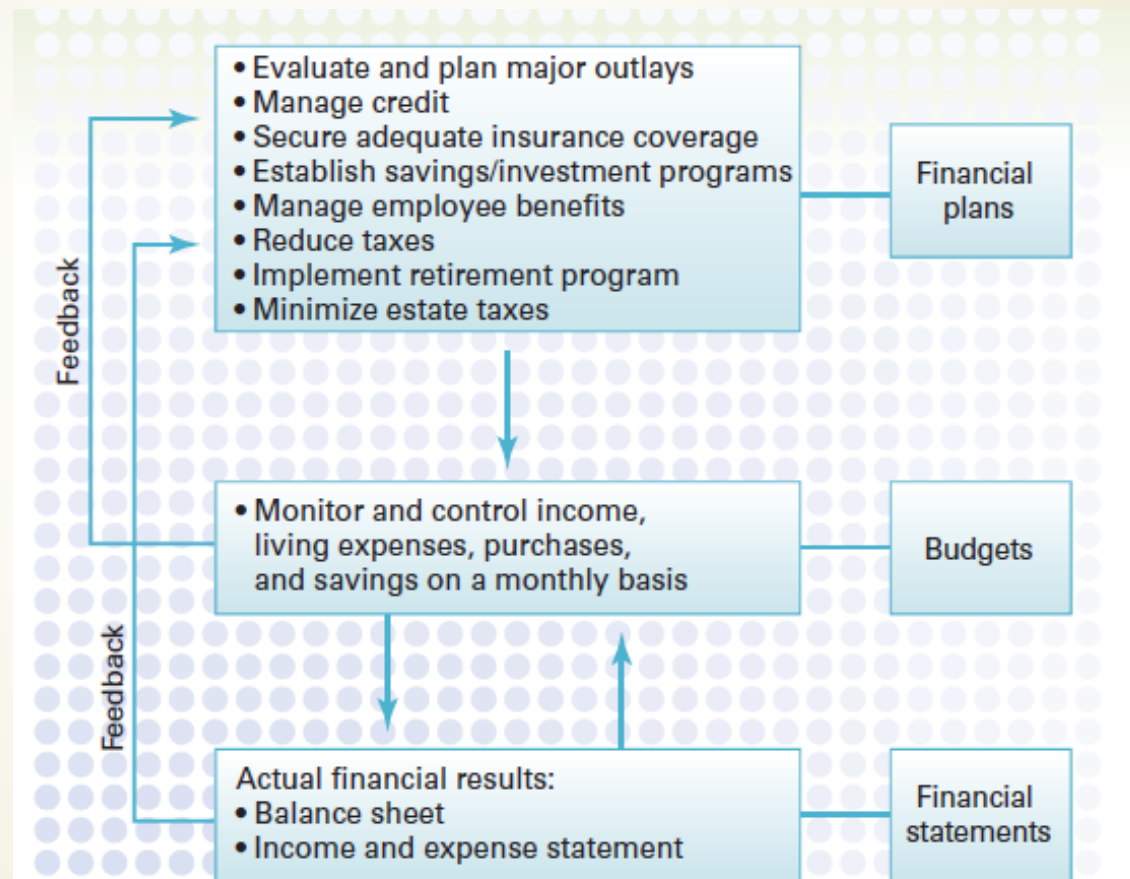 • Evaluate and plan major outlays
• Manage credit
• Secure adequate insurance coverage
• Establish savings/investment programs
• Manage employee benefits
• Reduce taxes
• Implement retirement program
• Minimize estate taxes
Financial
plans
Feedback
• Monitor and control income,
living expenses, purchases,
and savings on a monthly basis
Budgets
Feedback
Actual financial results:
• Balance sheet
• Income and expense statement
Financial
statements